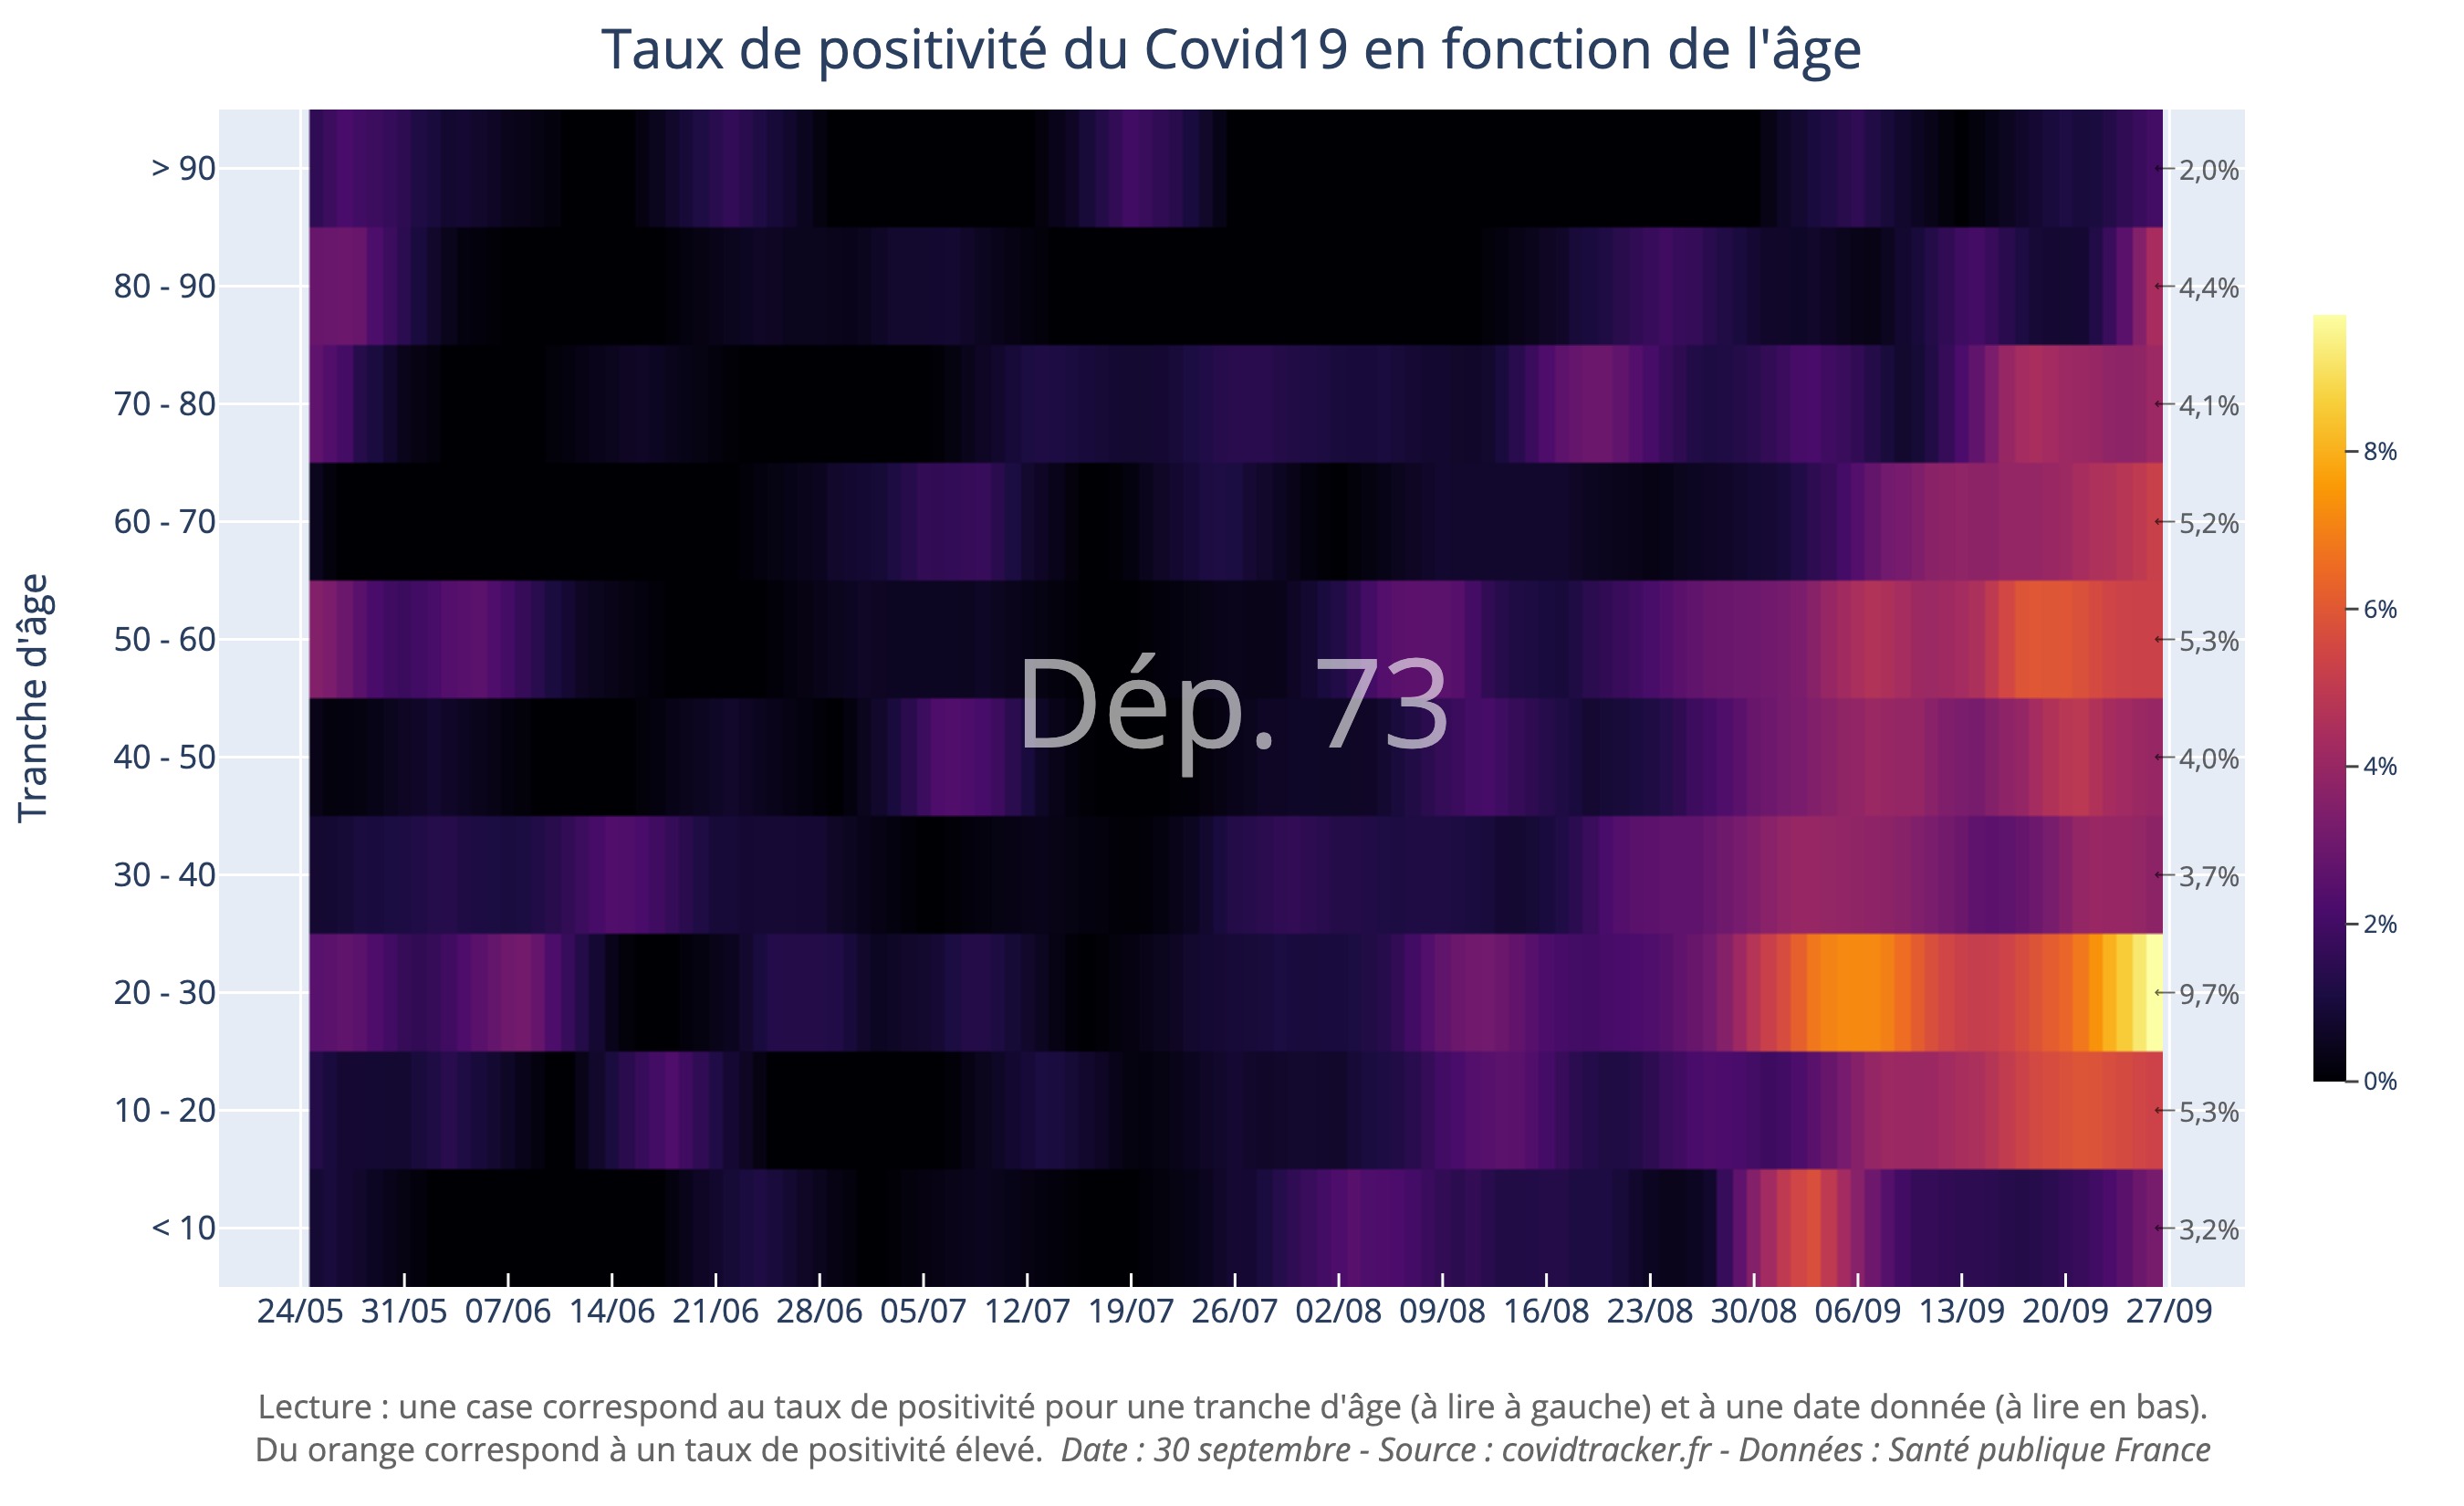 Taux de positivité du Covid19 en fonction de l'âge
Tranche d'âge
> 90
80 - 90
70 - 80
60 - 70
50 - 60
40 - 50
30 - 40
20 - 30
10 - 20
< 10
Dép. 73
2,0%
4,4%
4,1%
5,2%
5,3%
4,0%
3,7%
9,7%
5,3%
3,2%
8%
6%
4%
2%
0%
24/05 31/05 07/06 14/06 21/06 28/06 05/07 12/07 19/07 26/07 02/08 09/08 16/08 23/08 30/08 06/09 13/09 20/09 27/09
Lecture : une case correspond au taux de positivité pour une tranche d'âge (à lire à gauche) et à une date donnée (à lire en bas).
Du orange correspond à un taux de positivité élevé. Date : 30 septembre - Source : covidtracker.fr - Données : Santé publique France